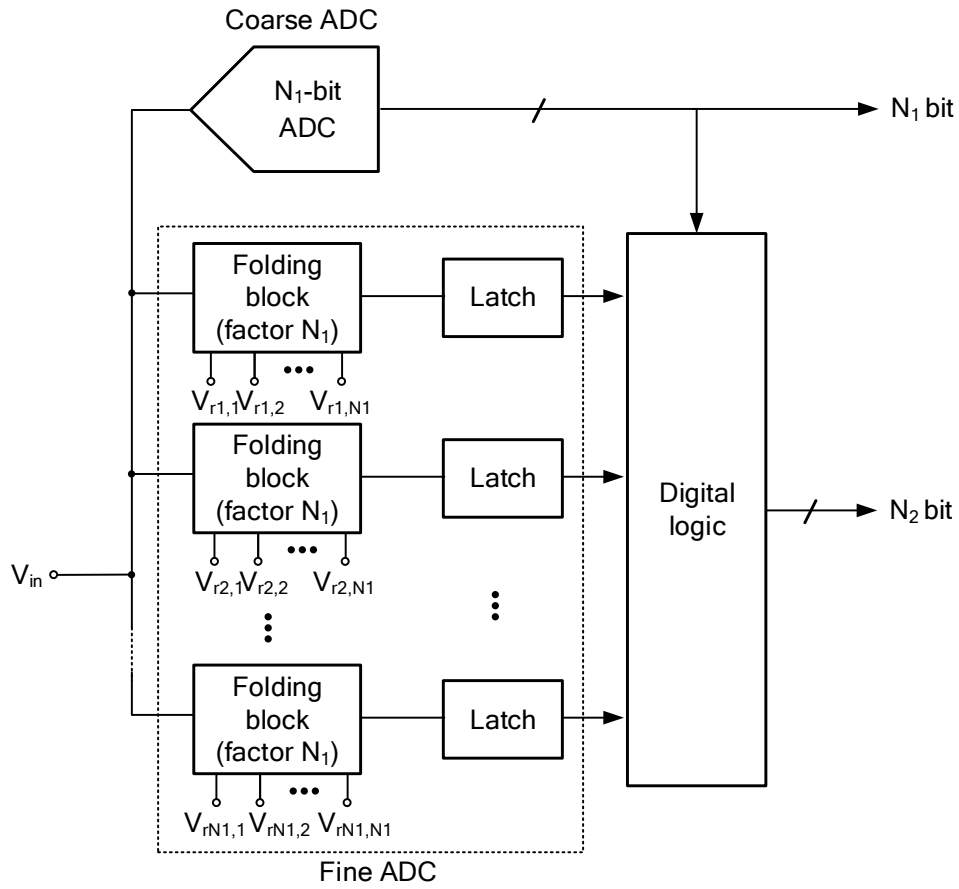 Coarse ADC
N₁-bit
ADC
N₁ bit
Folding
block
(factor N₁)
Latch
Vr1,1 Vr1,2 Vr1,N1
Folding
block
(factor N₁)
Latch
Vr2,1 Vr2,2 Vr2,N1
Digital
logic
N₂ bit
Vin
Folding
block
(factor N₁)
Latch
VrN1,1 VrN1,2 VrN1,N1
Fine ADC